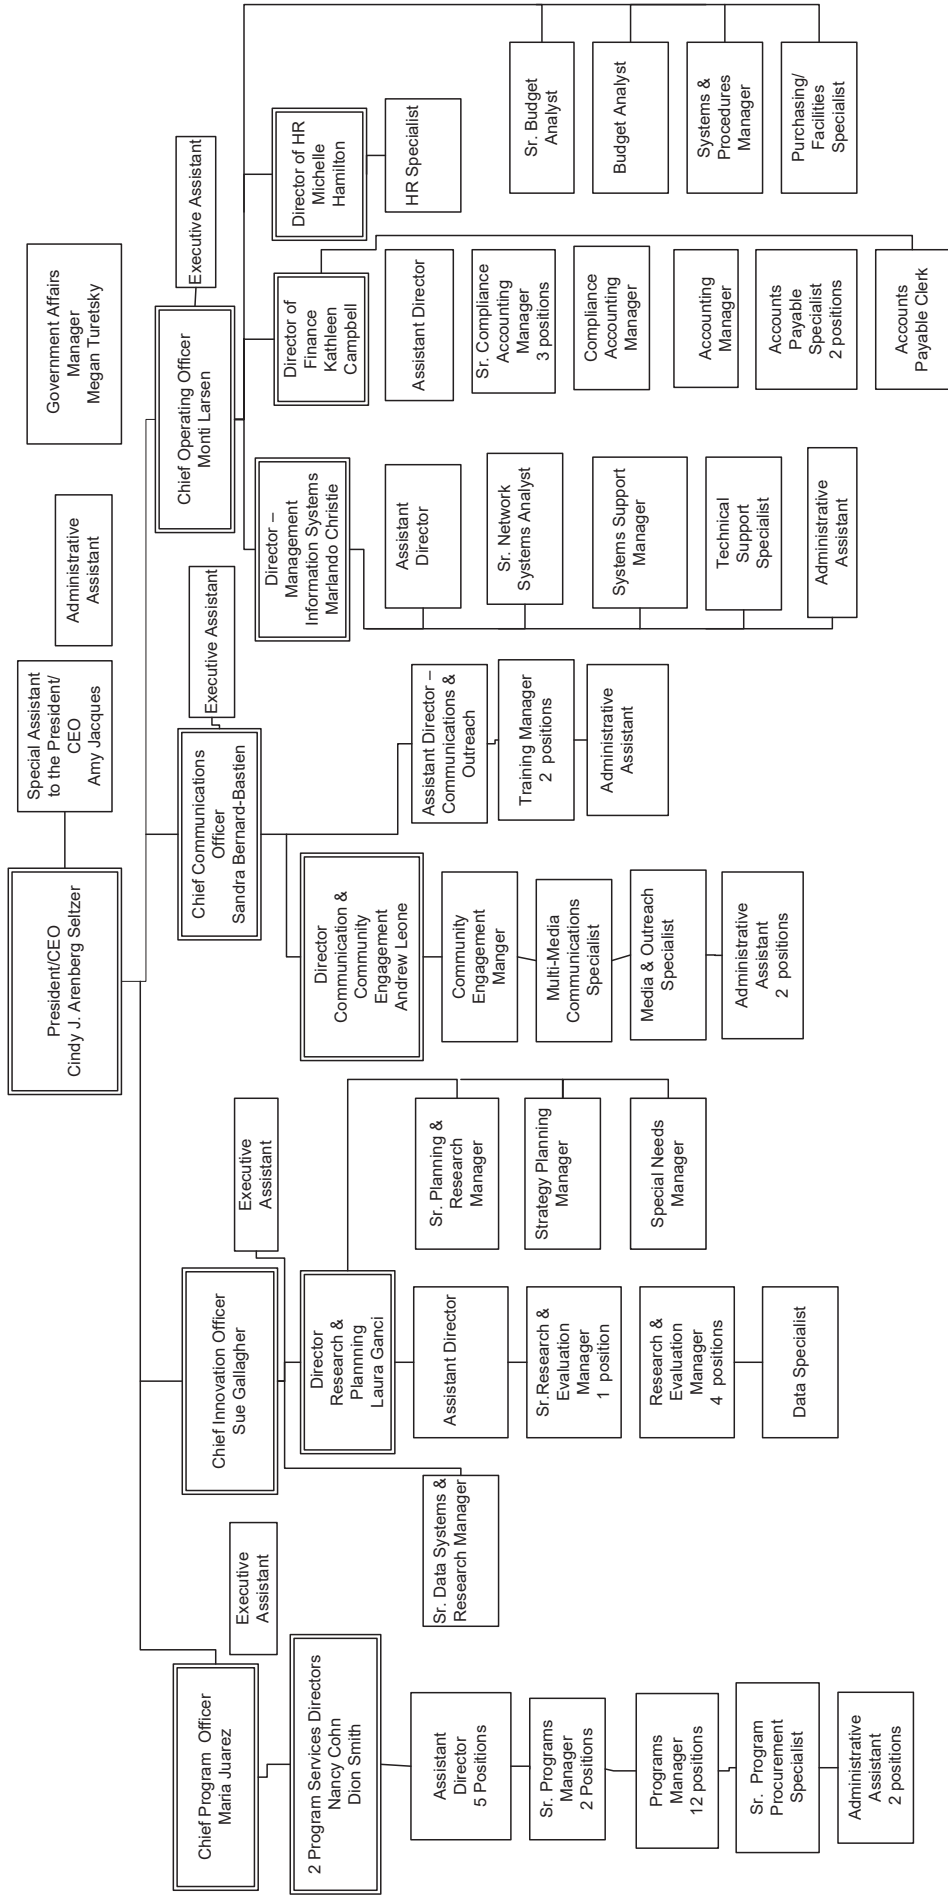 President/CEO
Cindy J. Arenberg Seltzer
Special Assistant
to the President/
CEO
Amy Jacques
Administrative
Assistant
Government Affairs
Manager
Megan Turetsky
Chief Program Officer
Maria Juarez
Executive
Assistant
2 Program Services Directors
Nancy Cohn
Dion Smith
Assistant
Director
5 Positions
Sr. Programs
Manager
2 Positions
Programs
Manager
12 positions
Sr. Program
Procurement
Specialist
Administrative
Assistant
2 positions
Chief Innovation Officer
Sue Gallagher
Executive
Assistant
Sr. Data Systems &
Research Manager
Director
Research &
Planning
Laura Ganci
Assistant Director
Sr.Research &
Evaluation
Manager
1 position
Research &
Evaluation
Manager
4 positions
Data Specialist
Sr. Planning &
Research
Manager
Strategy Planning
Manager
Special Needs
Manager
Chief Communications
Officer
Sandra Bernard-Bastien
Executive Assistant
Director
Communication &
Community
Engagement
Andrew Leone
Community
Engagement
Manger
Multi-Media
Communications
Specialist
Media & Outreach
Specialist
Administrative
Assistant
2 positions
Assistant Director –
Communications &
Outreach
Training Manager
2 positions
Administrative
Assistant
Chief Operating Officer
Monti Larsen
Executive Assistant
Director –
Management
Information Systems
Marlando Christie
Assistant
Director
Sr. Network
Systems Analyst
Systems Support
Manager
Technical
Support
Specialist
Administrative
Assistant
Director of
Finance
Kathleen
Campbell
Assistant Director
Sr. Compliance
Accounting
Manager
3 positions
Compliance
Accounting
Manager
Accounting
Manager
Accounts
Payable
Specialist
2 positions
Accounts
Payable Clerk
Director of HR
Michelle
Hamilton
HR Specialist
Sr. Budget
Analyst
Budget Analyst
Systems &
Procedures
Manager
Purchasing/
Facilities
Specialist